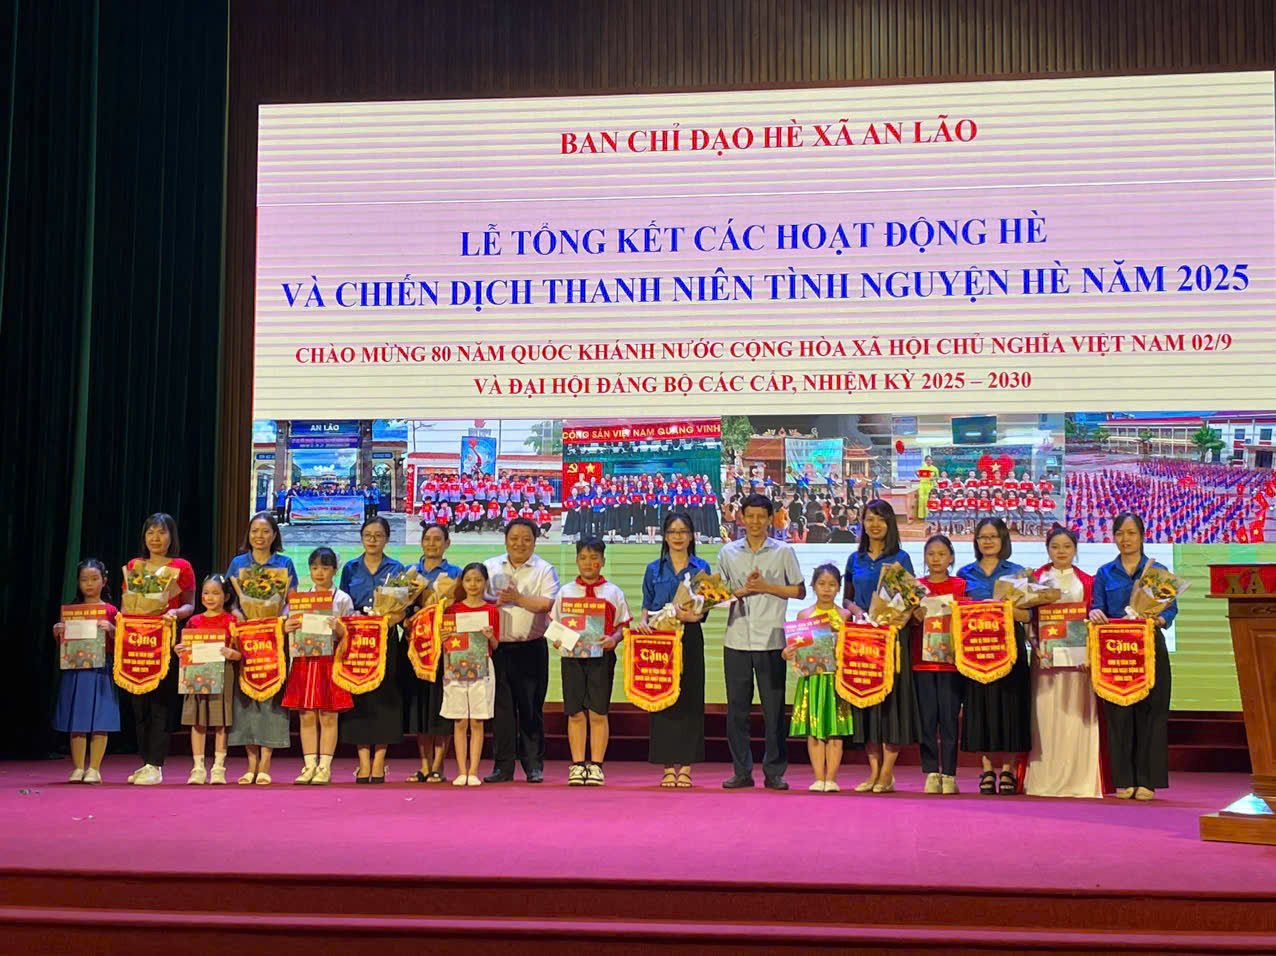 BAN CHỈ ĐẠO HÈ XÃ AN LÃO
LỄ TỔNG KẾT CÁC HOẠT ĐỘNG HÈ
VÀ CHIẾN DỊCH THANH NIÊN TÌNH NGUYỆN HÈ NĂM 2025
CHÀO MỪNG 80 NĂM QUỐC KHÁNH NƯỚC CỘNG HÒA XÃ HỘI CHỦ NGHĨA VIỆT NAM 02/9
VÀ ĐẠI HỘI ĐẢNG BỘ CÁC CẤP, NHIỆM KỲ 2025 – 2030
AN LÃO
CỘNG SẢN VIỆT NAM QUANG VINH
Tặng
Tặng
Tặng
Tặng
Tặng
Tặng
Tặng